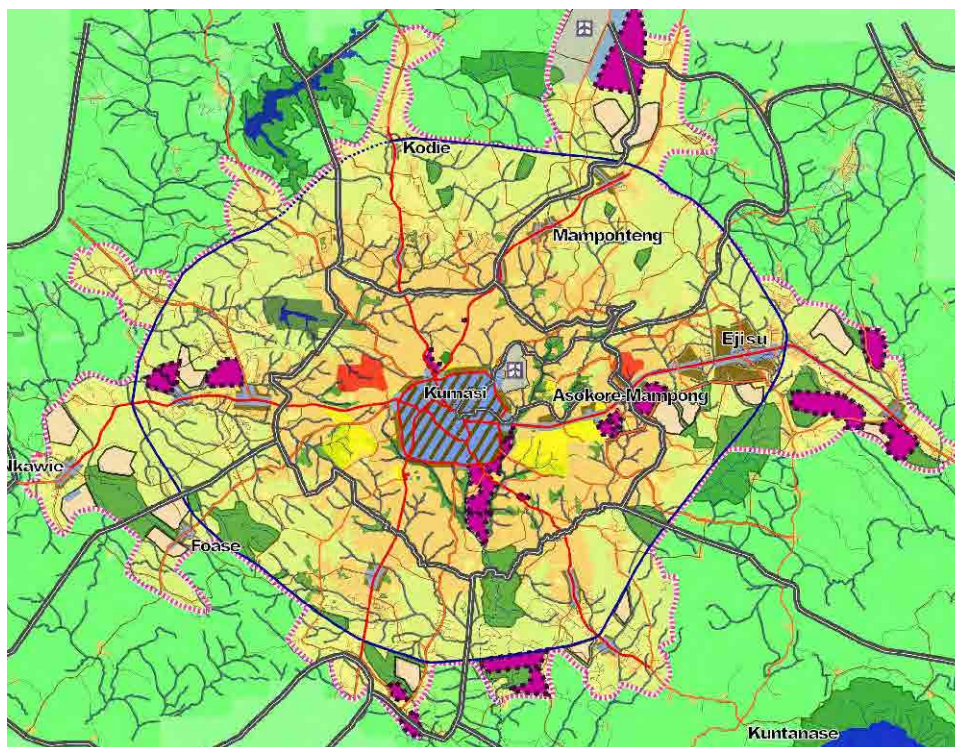 Kodie
Mamponteng
Ejisu
Kumasi
Asokore-Mampong
Nkawie
Foase
Kuntanase